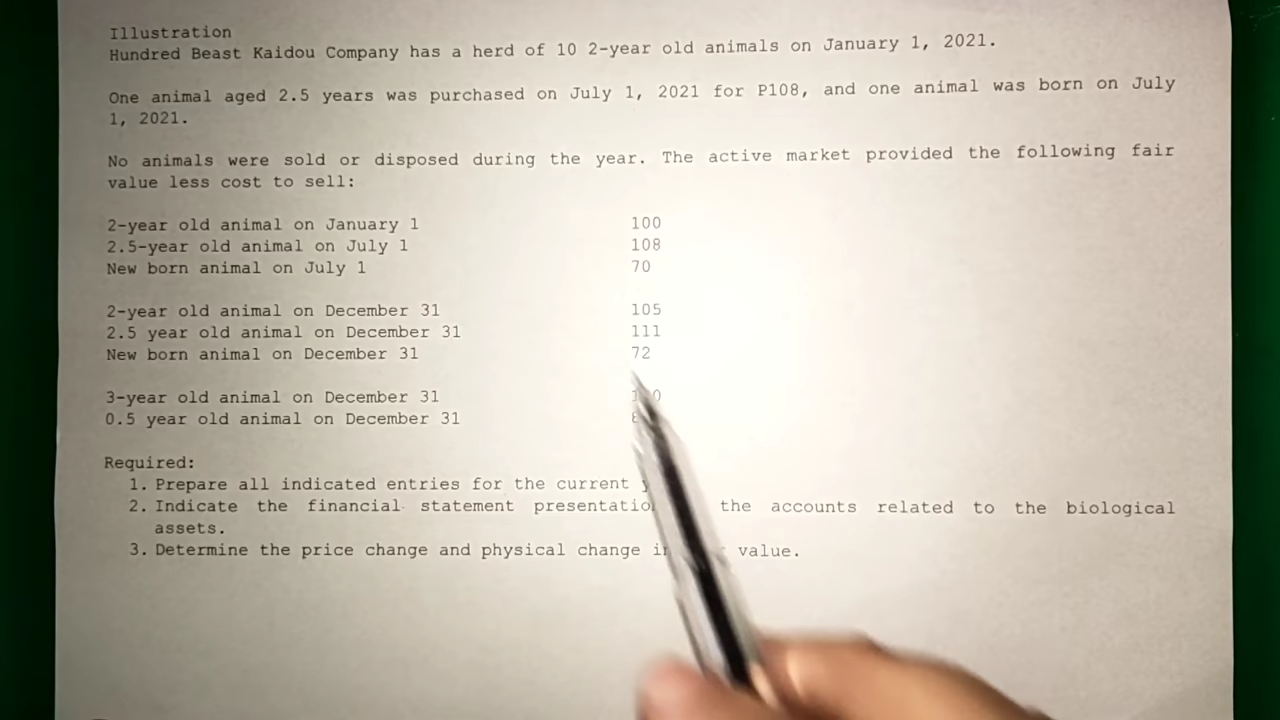 Illustration
Hundred Beast Kaidou Company has a herd of 10 2-year old animals on January 1, 2021.
One animal aged 2.5 years was purchased on July 1, 2021 for P108, and one animal was born on July
1, 2021.
No animals were sold or disposed during the year. The active market provided the following fair
value less cost to sell:
2-year old animal on January 1 100
2.5-year old animal on July 1 108
New born animal on July 1 70
2-year old animal on December 31 105
2.5 year old animal on December 31 111
New born animal on December 31 72
3-year old animal on December 31
0.5 year old animal on December 31
Required:
1. Prepare all indicated entries for the current
2. Indicate the financial statement presentation the accounts related to the biological
assets.
3. Determine the price change and physical change value.